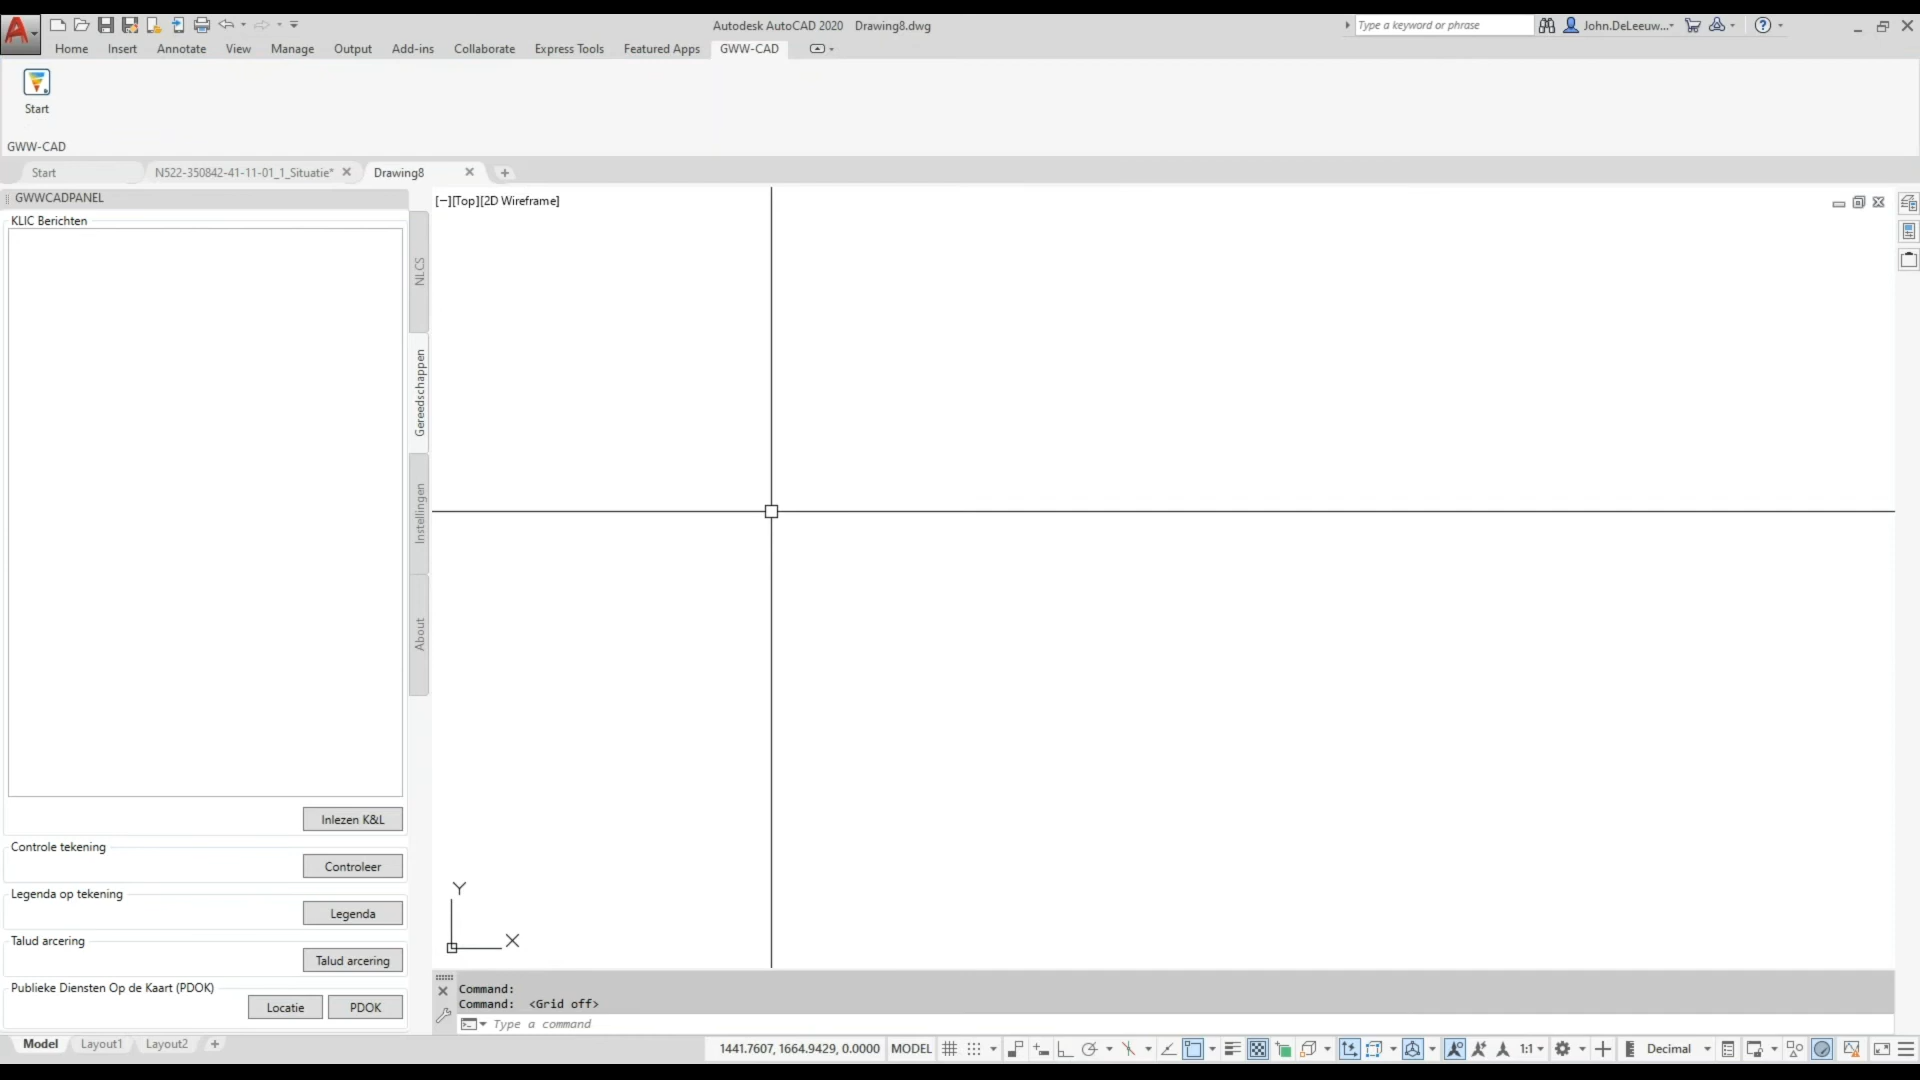 Autodesk AutoCAD 2020 Drawing8.dwg
Type a keyword or phrase
John.DeLeeuw...
Home Insert Annotate View Manage Output Add-ins Collaborate Express Tools Featured Apps GWW-CAD
Start
GWW-CAD
Start N522-350842-41-11-01_1_Situatie* Drawing8
GWWCADPANEL
[−][Top][2D Wireframe]
KLIC Berichten
NLCS
Gereedschappen
Instellingen
About
Inlezen K&L
Controle tekening
Controleer
Legenda op tekening
Legenda
Talud arcering
Talud arcering
Publieke Diensten Op de Kaart (PDOK)
Locatie PDOK
Y
X
Command:
Command: <Grid off>
Type a command
Model Layout1 Layout2
1441.7607, 1664.9429, 0.0000 MODEL 1:1 Decimal